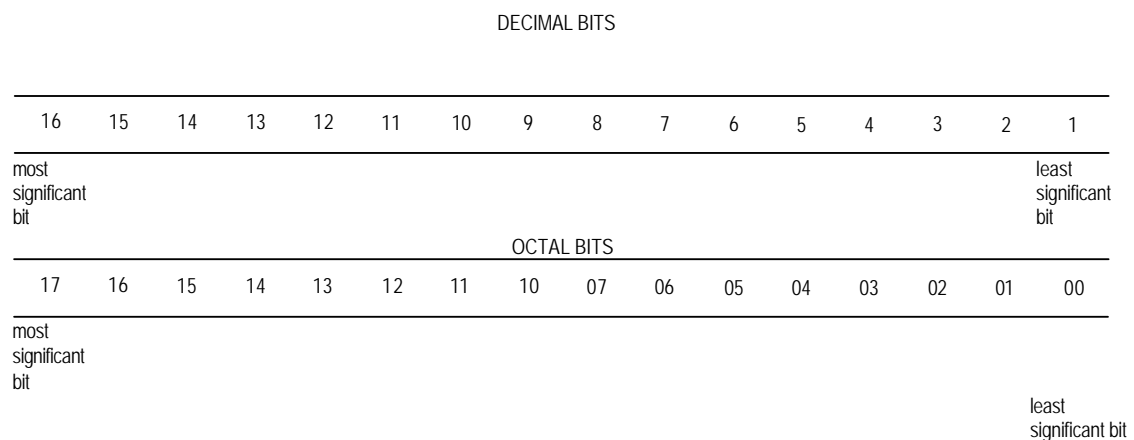 DECIMAL BITS
16 15 14 13 12 11 10 9 8 7 6 5 4 3 2 1
most
significant
bit
least
significant
bit
OCTAL BITS
17 16 15 14 13 12 11 10 07 06 05 04 03 02 01 00
most
significant
bit
least
significant bit